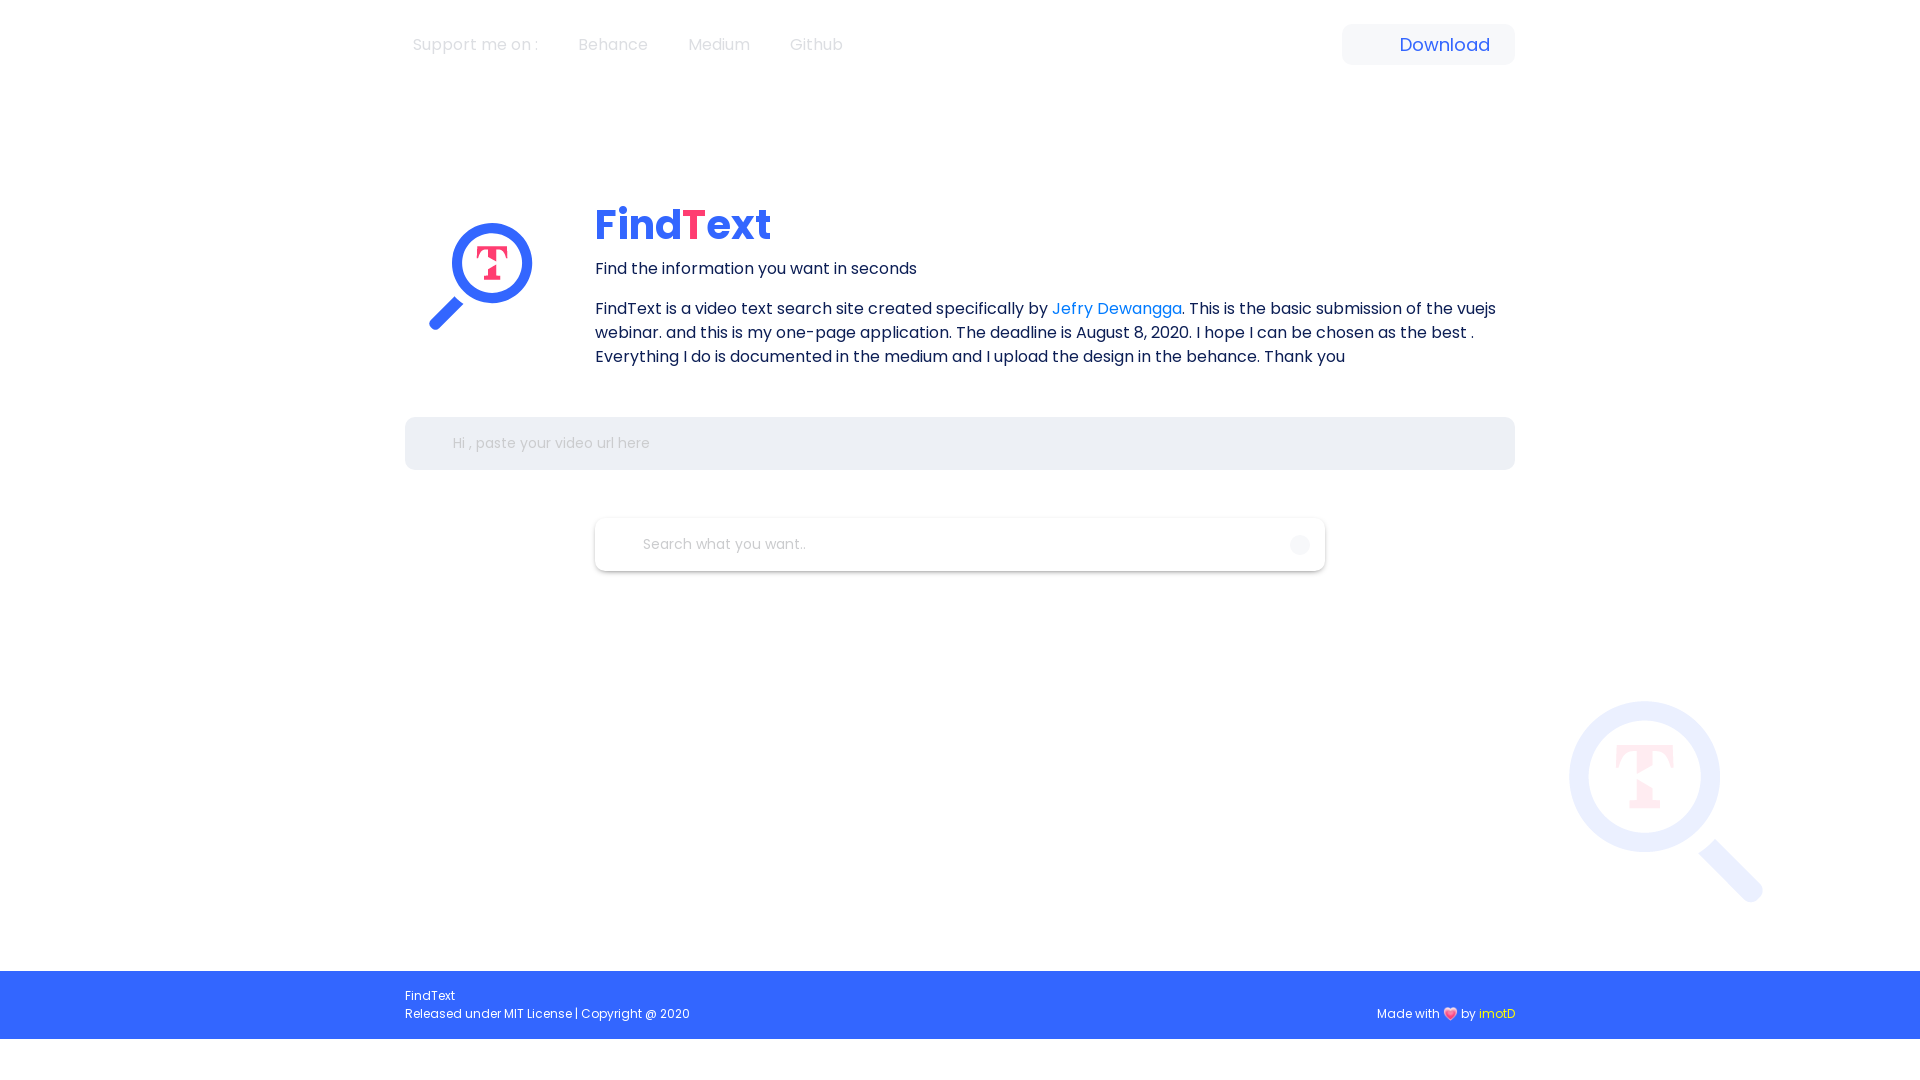 Support me on :
Behance
Medium
Github
Download
T
FindText
Find the information you want in seconds
FindText is a video text search site created specifically by Jefry Dewangga. This is the basic submission of the vuejs
webinar. and this is my one-page application. The deadline is August 8, 2020. I hope I can be chosen as the best .
Everything I do is documented in the medium and I upload the design in the behance. Thank you
Hi , paste your video url here
Search what you want..
T
FindText
Released under MIT License | Copyright @ 2020
Made with 💗 by imotD